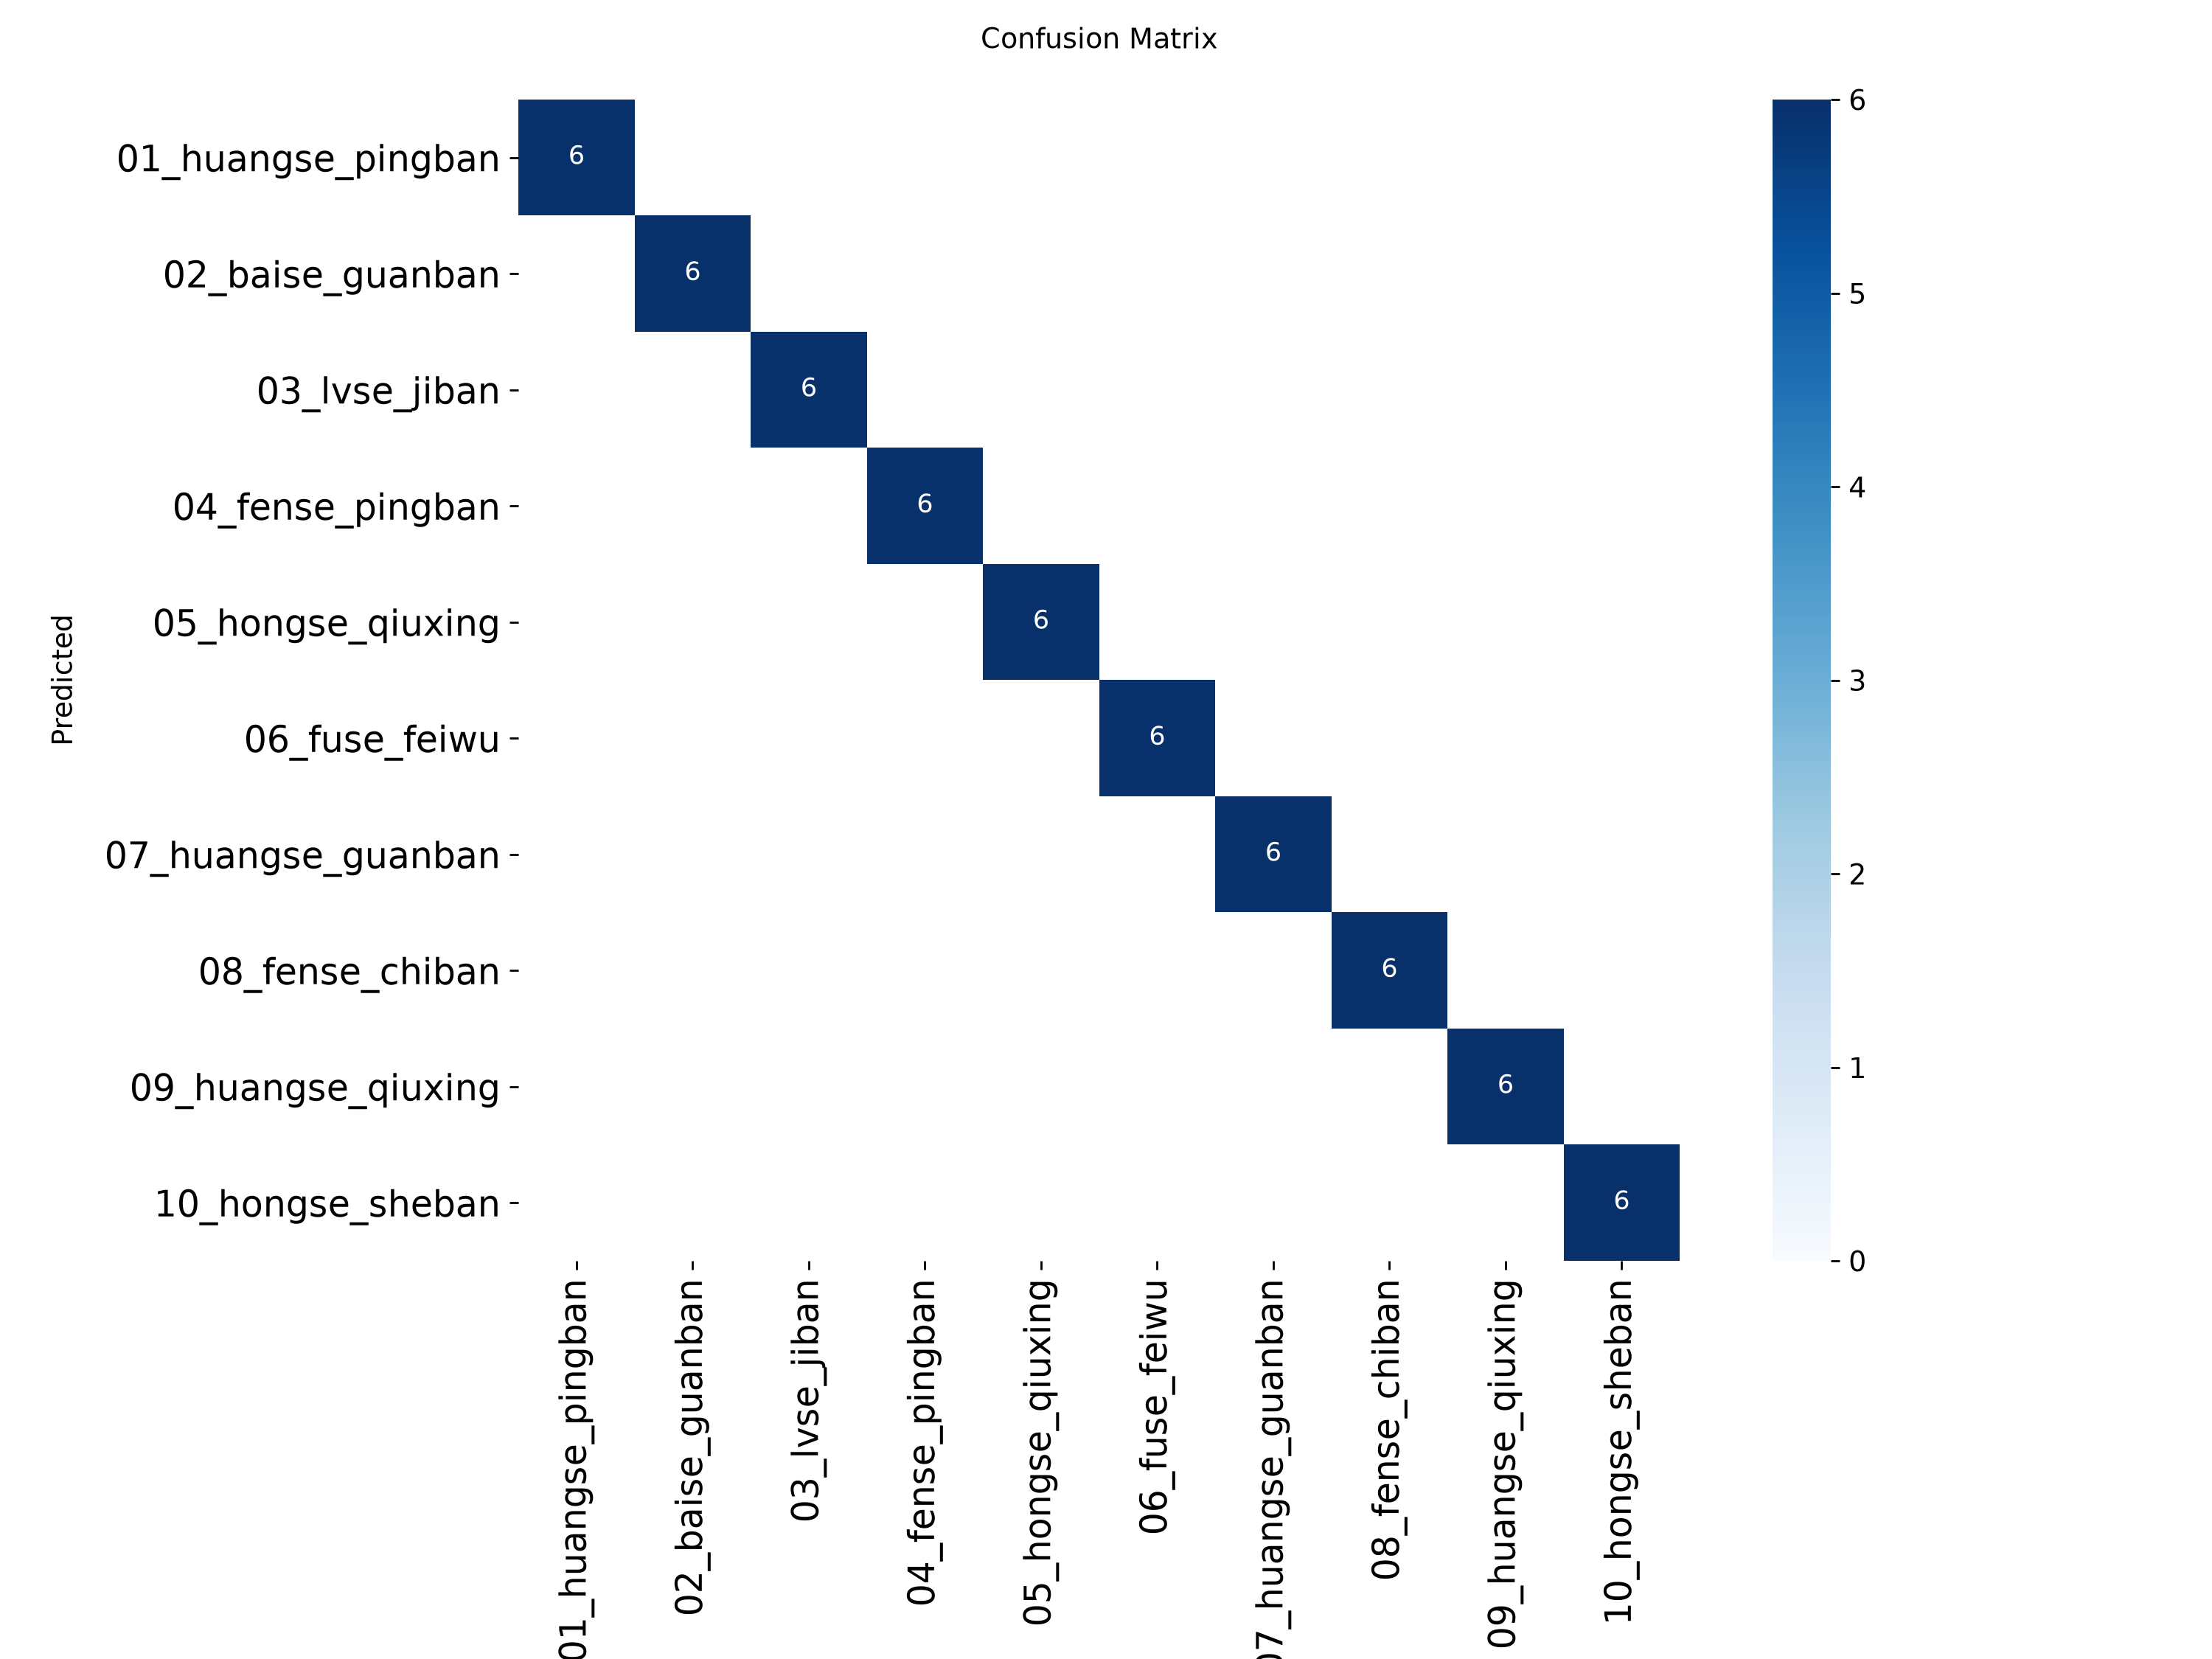 Confusion Matrix
Predicted
01_huangse_pingban
02_baise_guanban
03_lvse_jiban
04_fense_pingban
05_hongse_qiuxing
06_fuse_feiwu
07_huangse_guanban
08_fense_chiban
09_huangse_qiuxing
10_hongse_sheban
6
6
6
6
6
6
6
6
6
6
01_huangse_pingban
02_baise_guanban
03_lvse_jiban
04_fense_pingban
05_hongse_qiuxing
06_fuse_feiwu
07_huangse_guanban
08_fense_chiban
09_huangse_qiuxing
10_hongse_sheban
6
5
4
3
2
1
0